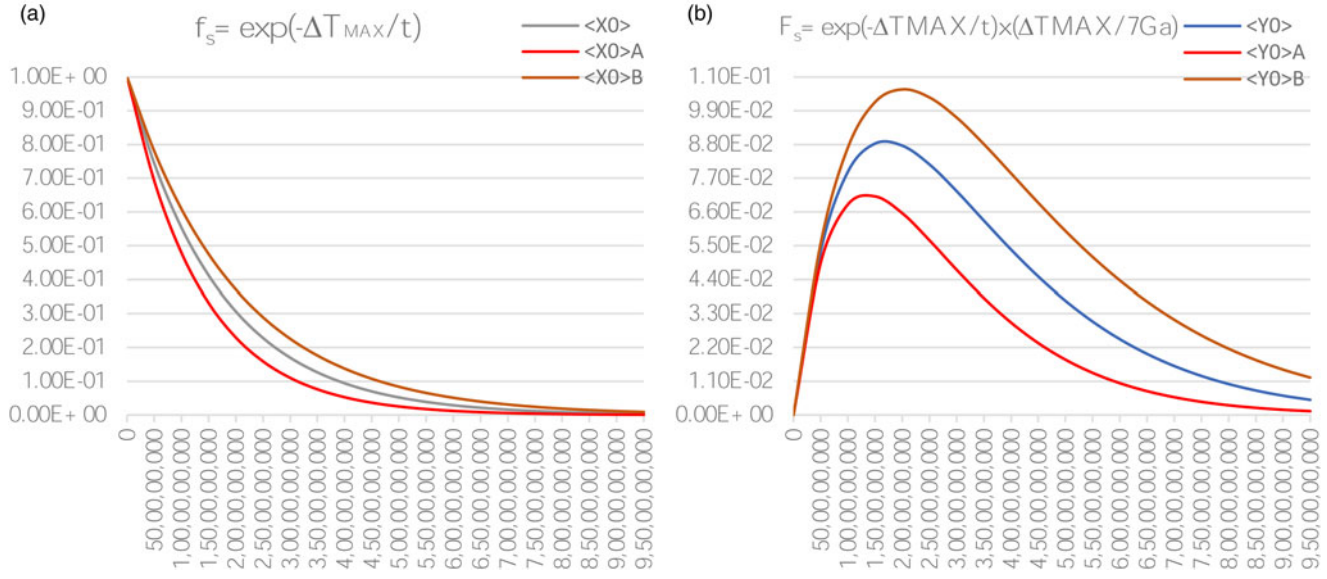 (a)
f_s= exp(-ΔT_MAX/t)
<X0>
<X0>A
<X0>B
1.00E+ 00
9.00E-01
8.00E-01
7.00E-01
6.00E-01
5.00E-01
4.00E-01
3.00E-01
2.00E-01
1.00E-01
0.00E+ 00
0
50,00,00,000
1,00,00,00,000
1,50,00,00,000
2,00,00,00,000
2,50,00,00,000
3,00,00,00,000
3,50,00,00,000
4,00,00,00,000
4,50,00,00,000
5,00,00,00,000
5,50,00,00,000
6,00,00,00,000
6,50,00,00,000
7,00,00,00,000
7,50,00,00,000
8,00,00,00,000
8,50,00,00,000
9,00,00,00,000
9,50,00,00,000
(b)
F_s= exp(-ΔTMAX/t)x(ΔTMAX/7Ga)
<Y0>
<Y0>A
<Y0>B
1.10E-01
9.90E-02
8.80E-02
7.70E-02
6.60E-02
5.50E-02
4.40E-02
3.30E-02
2.20E-02
1.10E-02
0.00E+ 00
0
50,00,00,000
1,00,00,00,000
1,50,00,00,000
2,00,00,00,000
2,50,00,00,000
3,00,00,00,000
3,50,00,00,000
4,00,00,00,000
4,50,00,00,000
5,00,00,00,000
5,50,00,00,000
6,00,00,00,000
6,50,00,00,000
7,00,00,00,000
7,50,00,00,000
8,00,00,00,000
8,50,00,00,000
9,00,00,00,000
9,50,00,00,000